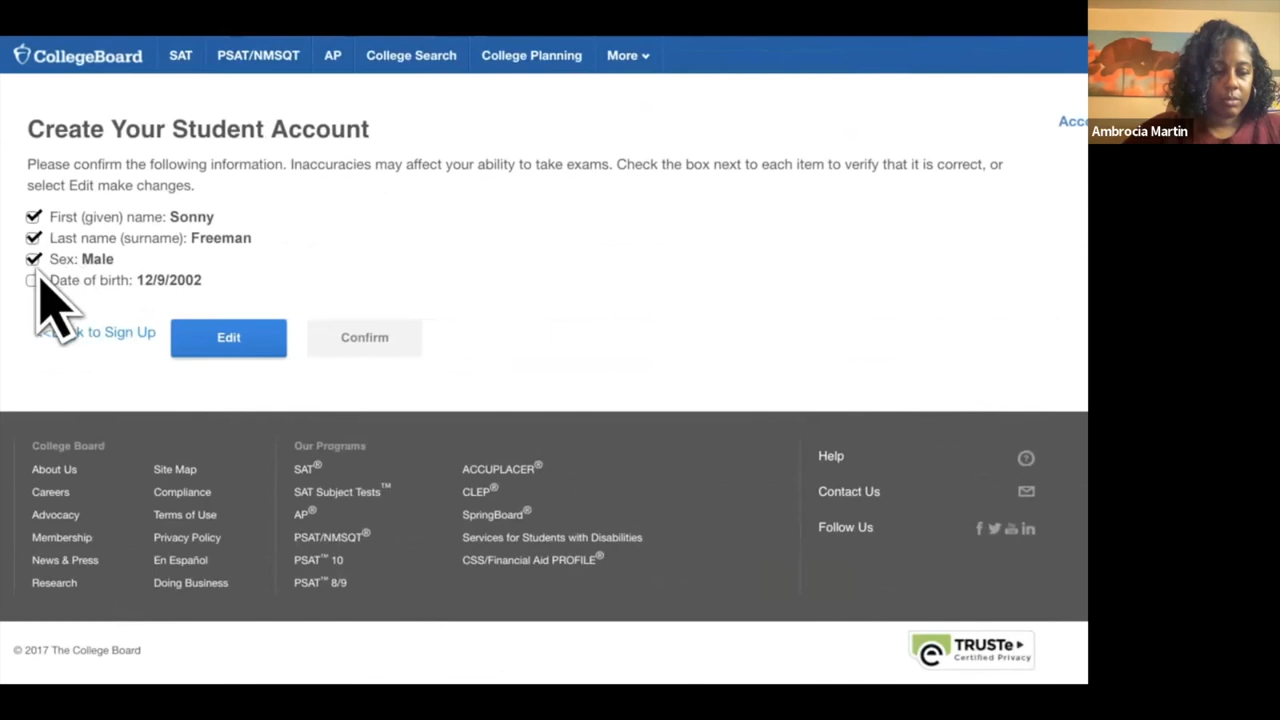 CollegeBoard SAT PSAT/NMSQT AP College Search College Planning More
Ambrocia Martin
Create Your Student Account
Please confirm the following information. Inaccuracies may affect your ability to take exams. Check the box next to each item to verify that it is correct, or
select Edit make changes.
First (given) name: Sonny
Last name (surname): Freeman
Sex: Male
Date of birth: 12/9/2002
to Sign Up
Edit
Confirm
College Board
About Us
Careers
Advocacy
Membership
News & Press
Research
Site Map
Compliance
Terms of Use
Privacy Policy
En Español
Doing Business
Our Programs
SAT®
SAT Subject Tests™
AP®
PSAT/NMSQT®
PSAT™ 10
PSAT™ 8/9
ACCUPLACER®
CLEP®
SpringBoard®
Services for Students with Disabilities
CSS/Financial Aid PROFILE®
Help
Contact Us
Follow Us
© 2017 The College Board
TRUSTe
Certified Privacy